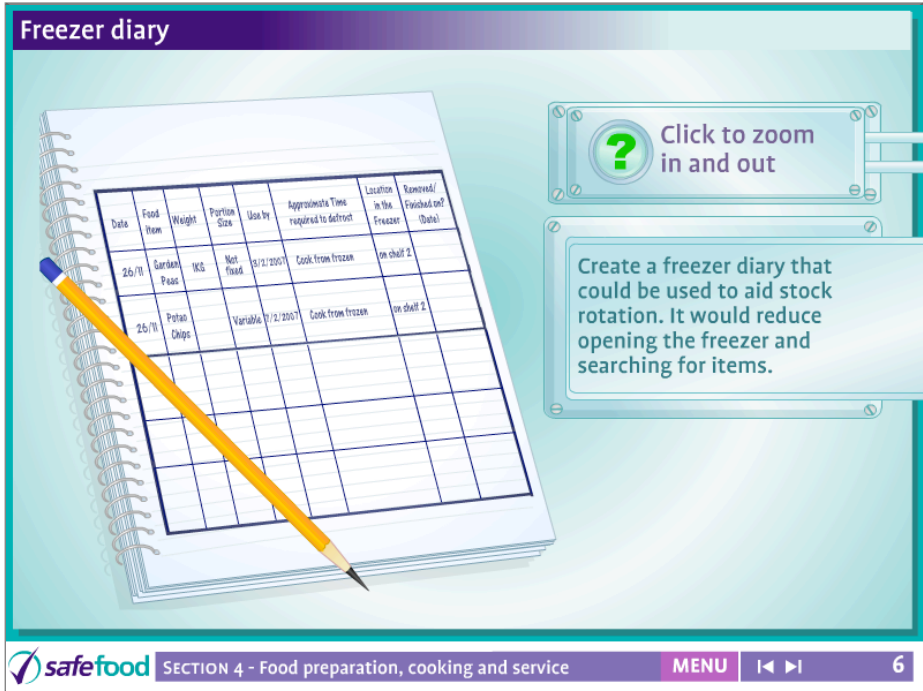 Freezer diary
Click to zoom
in and out
Date
Food
Item
Weight
Portion
Size
Use by
Approximate Time
required to defrost
Location
in the
Freezer
Removed/
Finished on?
(Date)
26/11
Garden
Peas
1KG
Not
fixed
13/2/2007
Cook from frozen
on shelf 2
26/11
Potao
Chips
Variable
17/2/2007
Cook from frozen
on shelf 2
Create a freezer diary that
could be used to aid stock
rotation. It would reduce
opening the freezer and
searching for items.
safefood
SECTION 4 - Food preparation, cooking and service
MENU
6